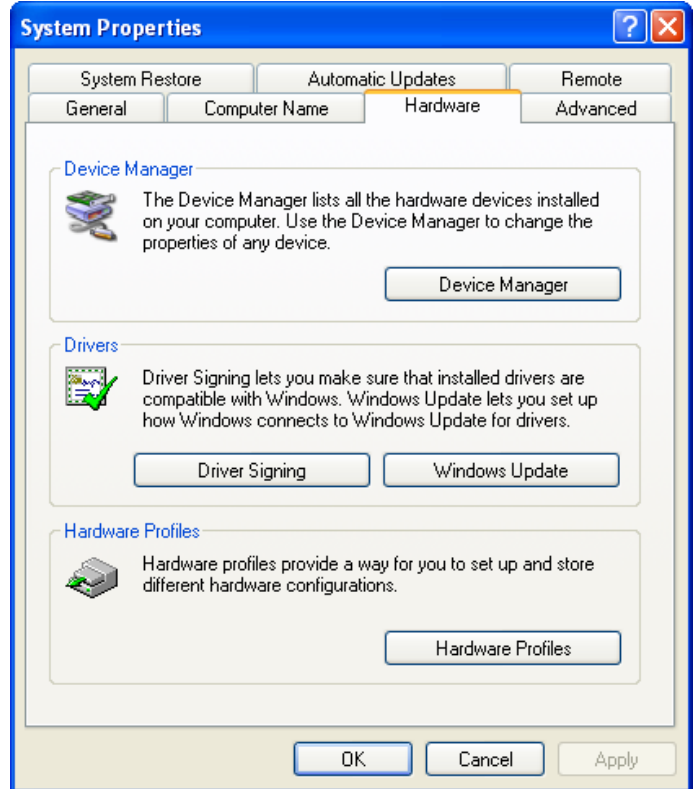 System Properties
System Restore Automatic Updates Remote
General Computer Name Hardware Advanced
Device Manager
The Device Manager lists all the hardware devices installed
on your computer. Use the Device Manager to change the
properties of any device.
Device Manager
Drivers
Driver Signing lets you make sure that installed drivers are
compatible with Windows. Windows Update lets you set up
how Windows connects to Windows Update for drivers.
Driver Signing Windows Update
Hardware Profiles
Hardware profiles provide a way for you to set up and store
different hardware configurations.
Hardware Profiles
OK Cancel Apply